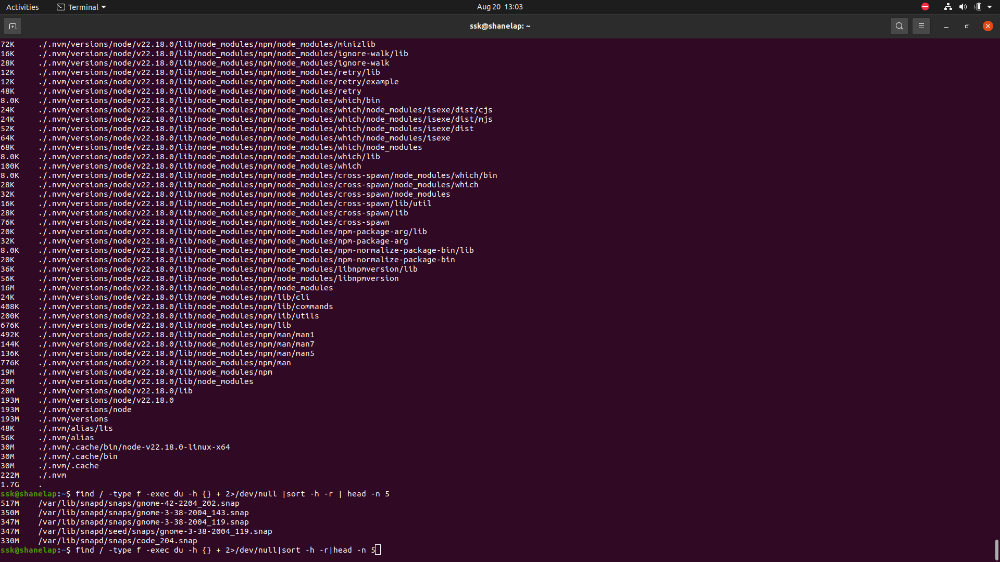 Activities Terminal Aug 20 13:03
ssk@shanelap: ~
72K ./.nvm/versions/node/v22.18.0/lib/node_modules/npm/node_modules/minizlib
16K ./.nvm/versions/node/v22.18.0/lib/node_modules/npm/node_modules/ignore-walk/lib
28K ./.nvm/versions/node/v22.18.0/lib/node_modules/npm/node_modules/ignore-walk
12K ./.nvm/versions/node/v22.18.0/lib/node_modules/npm/node_modules/retry/lib
12K ./.nvm/versions/node/v22.18.0/lib/node_modules/npm/node_modules/retry/example
48K ./.nvm/versions/node/v22.18.0/lib/node_modules/npm/node_modules/retry
8.0K ./.nvm/versions/node/v22.18.0/lib/node_modules/npm/node_modules/which/bin
24K ./.nvm/versions/node/v22.18.0/lib/node_modules/npm/node_modules/which/node_modules/isexe/dist/cjs
24K ./.nvm/versions/node/v22.18.0/lib/node_modules/npm/node_modules/which/node_modules/isexe/dist/mjs
52K ./.nvm/versions/node/v22.18.0/lib/node_modules/npm/node_modules/which/node_modules/isexe/dist
64K ./.nvm/versions/node/v22.18.0/lib/node_modules/npm/node_modules/which/node_modules/isexe
68K ./.nvm/versions/node/v22.18.0/lib/node_modules/npm/node_modules/which/node_modules
8.0K ./.nvm/versions/node/v22.18.0/lib/node_modules/npm/node_modules/which/lib
100K ./.nvm/versions/node/v22.18.0/lib/node_modules/npm/node_modules/which
8.0K ./.nvm/versions/node/v22.18.0/lib/node_modules/npm/node_modules/cross-spawn/node_modules/which/bin
28K ./.nvm/versions/node/v22.18.0/lib/node_modules/npm/node_modules/cross-spawn/node_modules/which
32K ./.nvm/versions/node/v22.18.0/lib/node_modules/npm/node_modules/cross-spawn/node_modules
16K ./.nvm/versions/node/v22.18.0/lib/node_modules/npm/node_modules/cross-spawn/lib/util
28K ./.nvm/versions/node/v22.18.0/lib/node_modules/npm/node_modules/cross-spawn/lib
76K ./.nvm/versions/node/v22.18.0/lib/node_modules/npm/node_modules/cross-spawn
20K ./.nvm/versions/node/v22.18.0/lib/node_modules/npm/node_modules/npm-package-arg/lib
32K ./.nvm/versions/node/v22.18.0/lib/node_modules/npm/node_modules/npm-package-arg
8.0K ./.nvm/versions/node/v22.18.0/lib/node_modules/npm/node_modules/npm-normalize-package-bin/lib
20K ./.nvm/versions/node/v22.18.0/lib/node_modules/npm/node_modules/npm-normalize-package-bin
36K ./.nvm/versions/node/v22.18.0/lib/node_modules/npm/node_modules/libnpmversion/lib
56K ./.nvm/versions/node/v22.18.0/lib/node_modules/npm/node_modules/libnpmversion
16M ./.nvm/versions/node/v22.18.0/lib/node_modules/npm/node_modules
24K ./.nvm/versions/node/v22.18.0/lib/node_modules/npm/lib/cli
408K ./.nvm/versions/node/v22.18.0/lib/node_modules/npm/lib/commands
200K ./.nvm/versions/node/v22.18.0/lib/node_modules/npm/lib/utils
676K ./.nvm/versions/node/v22.18.0/lib/node_modules/npm/lib
492K ./.nvm/versions/node/v22.18.0/lib/node_modules/npm/man/man1
144K ./.nvm/versions/node/v22.18.0/lib/node_modules/npm/man/man7
136K ./.nvm/versions/node/v22.18.0/lib/node_modules/npm/man/man5
776K ./.nvm/versions/node/v22.18.0/lib/node_modules/npm/man
19M ./.nvm/versions/node/v22.18.0/lib/node_modules/npm
20M ./.nvm/versions/node/v22.18.0/lib/node_modules
20M ./.nvm/versions/node/v22.18.0/lib
193M ./.nvm/versions/node/v22.18.0
193M ./.nvm/versions/node
193M ./.nvm/versions
48K ./.nvm/alias/lts
56K ./.nvm/alias
30M ./.nvm/.cache/bin/node-v22.18.0-linux-x64
30M ./.nvm/.cache/bin
30M ./.nvm/.cache
222M ./.nvm
1.7G .
ssk@shanelap:~$ find / -type f -exec du -h {} + 2>/dev/null |sort -h -r | head -n 5
517M /var/lib/snapd/snaps/gnome-42-2204_202.snap
350M /var/lib/snapd/snaps/gnome-3-38-2004_143.snap
347M /var/lib/snapd/snaps/gnome-3-38-2004_119.snap
347M /var/lib/snapd/seed/snaps/gnome-3-38-2004_119.snap
330M /var/lib/snapd/snaps/code_204.snap
ssk@shanelap:~$ find / -type f -exec du -h {} + 2>/dev/null|sort -h -r|head -n 5